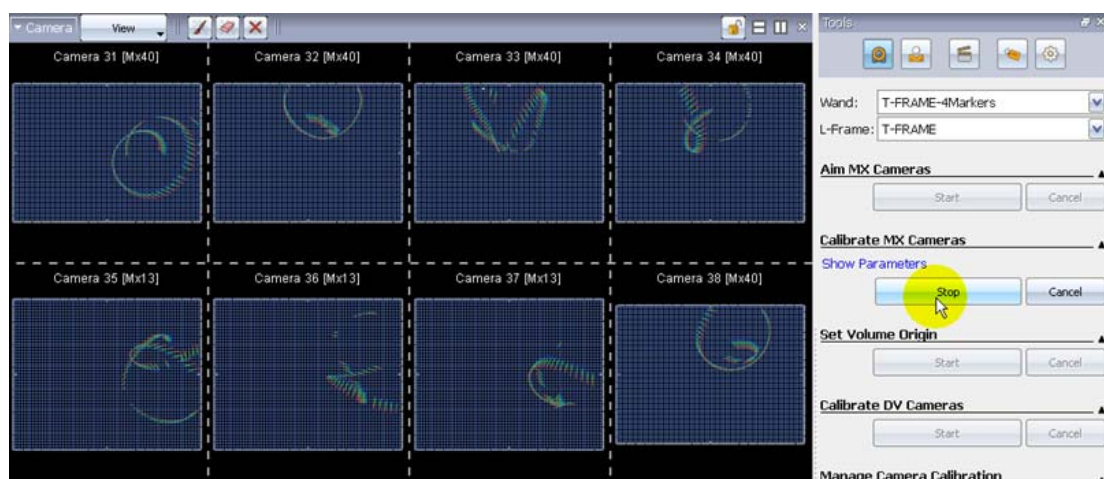 Camera View
Tools
Camera 31 [Mx40] Camera 32 [Mx40] Camera 33 [Mx40] Camera 34 [Mx40]
Camera 35 [Mx13] Camera 36 [Mx13] Camera 37 [Mx13] Camera 38 [Mx40]
Wand: T-FRAME-4Markers
L-Frame: T-FRAME
Aim MX Cameras
Start Cancel
Calibrate MX Cameras
Show Parameters
Stop Cancel
Set Volume Origin
Start Cancel
Calibrate DV Cameras
Start Cancel
Manage Camera Calibration